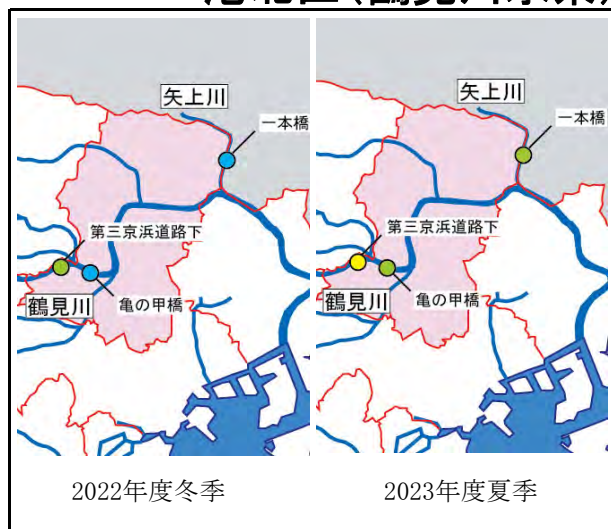 矢上川
一本橋
第三京浜道路下
鶴見川
亀の甲橋
2022年度冬季
矢上川
一本橋
第三京浜道路下
鶴見川
亀の甲橋
2023年度夏季